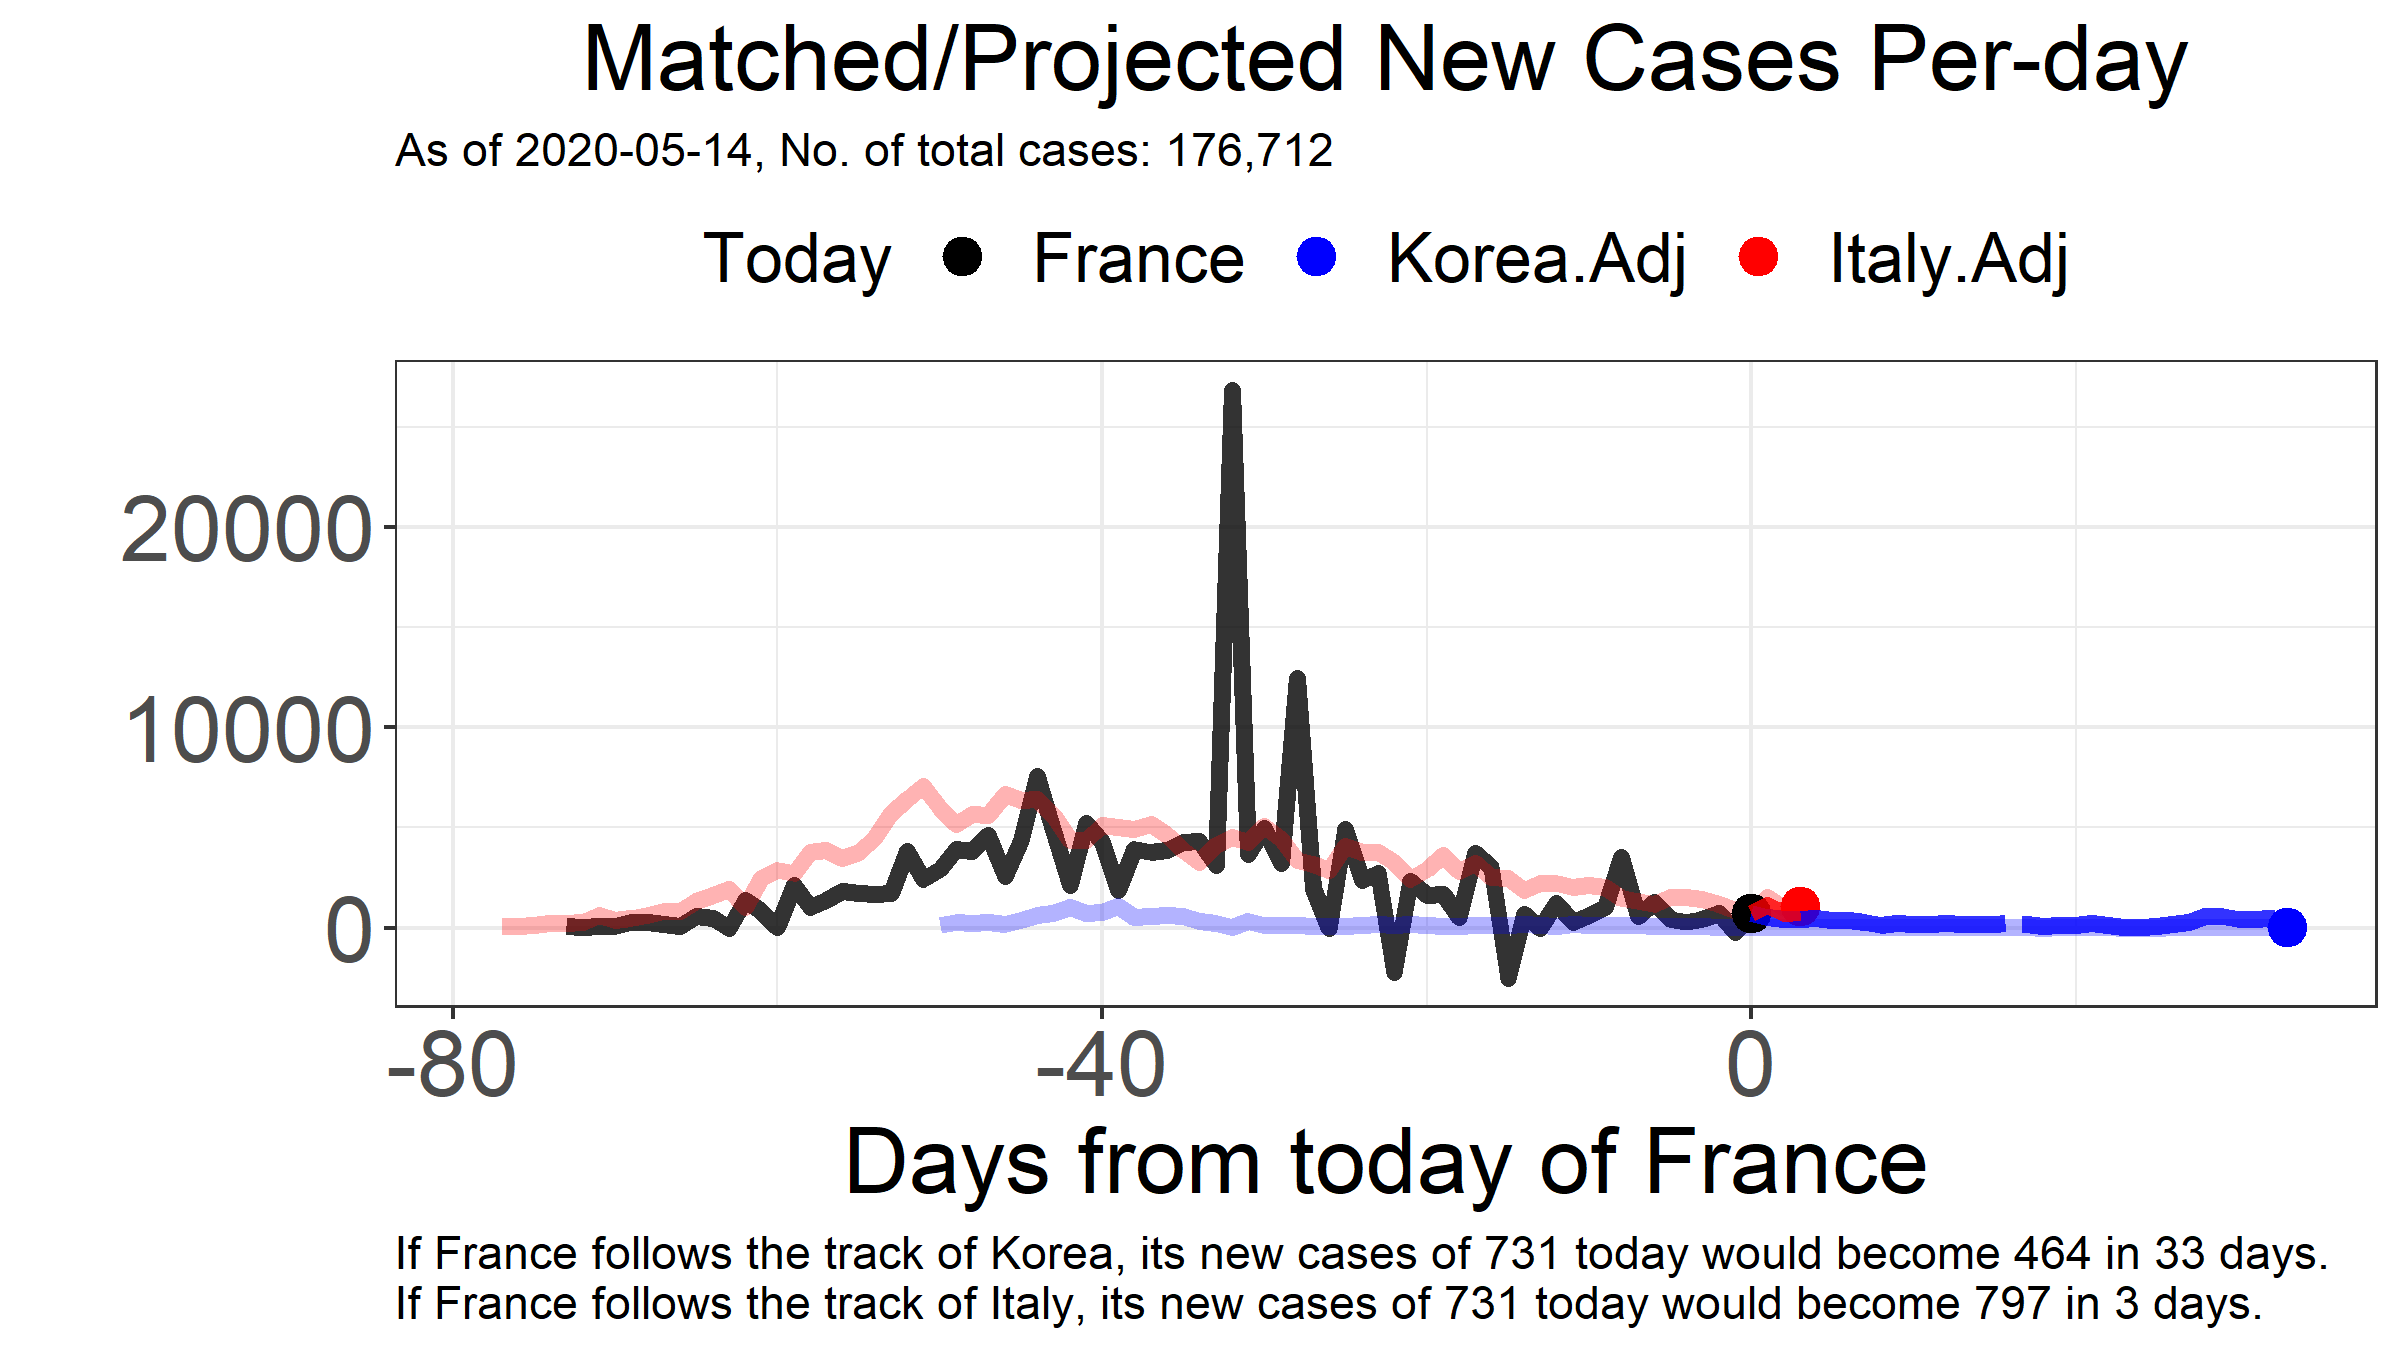 Matched/Projected New Cases Per-day
As of 2020-05-14, No. of total cases: 176,712
Today France Korea.Adj Italy.Adj
20000
10000
0
-80 -40 0
Days from today of France
If France follows the track of Korea, its new cases of 731 today would become 464 in 33 days.
If France follows the track of Italy, its new cases of 731 today would become 797 in 3 days.